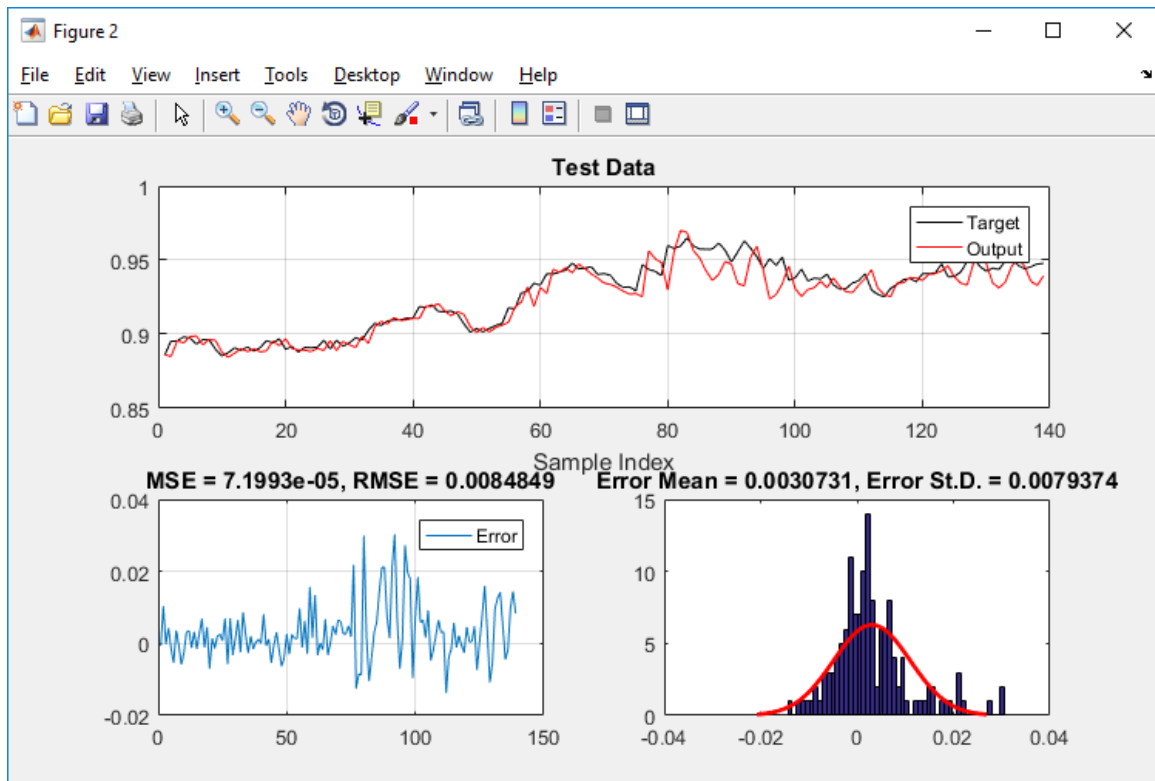 Figure 2
File Edit View Insert Tools Desktop Window Help
Test Data
1
0.95
0.9
0.85
Target
Output
0 20 40 60 80 100 120 140
Sample Index
MSE = 7.1993e-05, RMSE = 0.0084849
0.04
0.02
0
-0.02
Error
0 50 100 150
Error Mean = 0.0030731, Error St.D. = 0.0079374
15
10
5
0
-0.04 -0.02 0 0.02 0.04